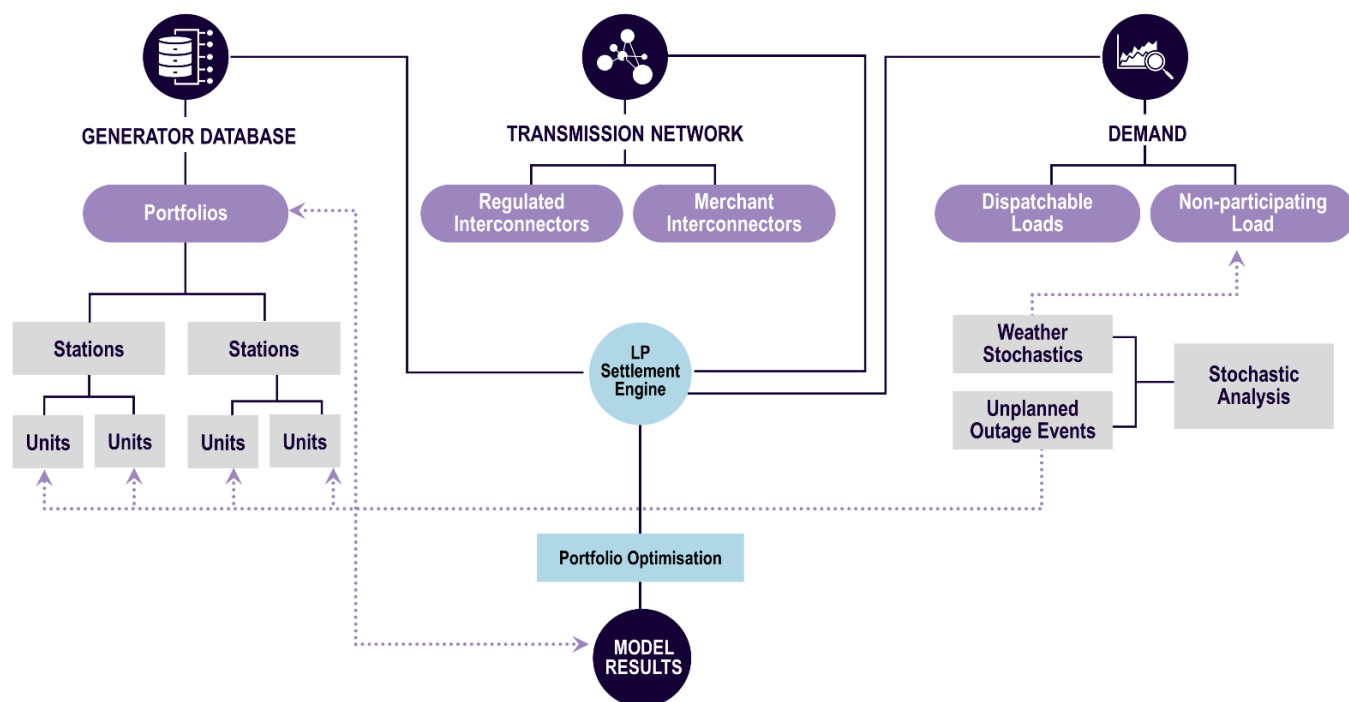 GENERATOR DATABASE
TRANSMISSION NETWORK
DEMAND
Portfolios
Regulated
Interconnectors
Merchant
Interconnectors
Dispatchable
Loads
Non-participating
Load
Stations
Stations
Units
Units
Units
Units
LP
Settlement
Engine
Weather
Stochastics
Unplanned
Outage Events
Stochastic
Analysis
Portfolio Optimisation
MODEL
RESULTS